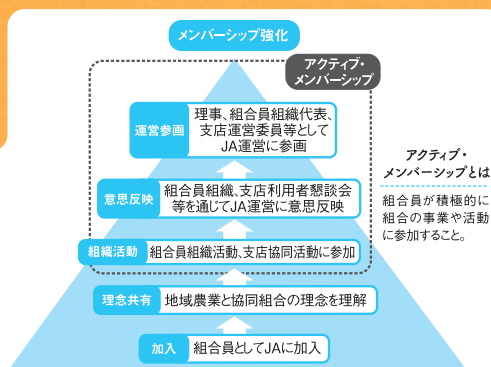 メンバーシップ強化
アクティブ・
メンバーシップ
運営参画
理事、組合員組織代表、
支店運営委員等として
JA運営に参画
意思反映
組合員組織、支店利用者懇談会
等を通じてJA運営に意思反映
組織活動
組合員組織活動、支店協同活動に参加
理念共有
地域農業と協同組合の理念を理解
加入
組合員としてJAに加入
アクティブ・
メンバーシップとは
組合員が積極的に
組合の事業や活動
に参加すること。